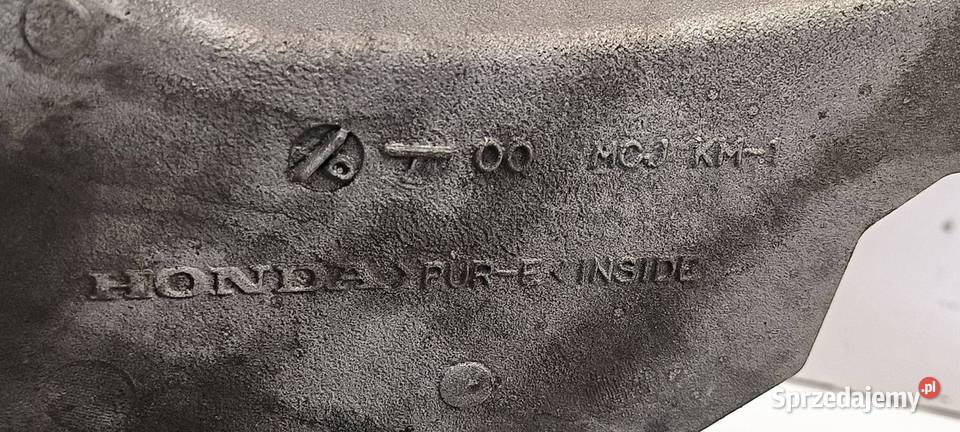 00 MCJ KM-1
HONDA PUR-E<INSIDE
Sprzedajemy.pl